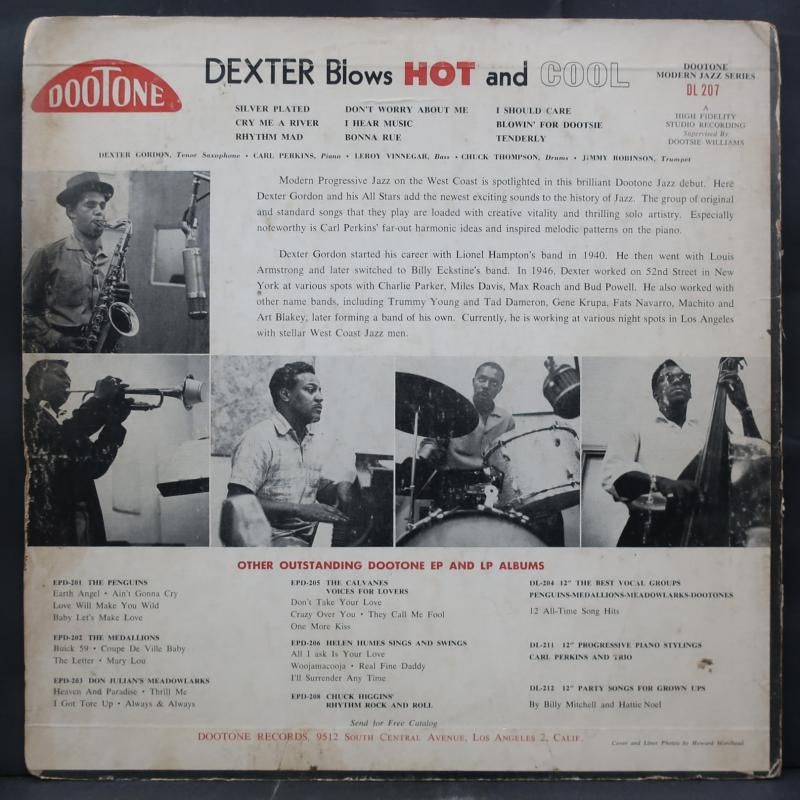 DOOTONE
DEXTER Blows HOT and COOL
DOOTONE
MODERN JAZZ SERIES
DL 207
A
HIGH FIDELITY
STUDIO RECORDING
Supervised By
DOOTSIE WILLIAMS
SILVER PLATED
CRY ME A RIVER
RHYTHM MAD
DON'T WORRY ABOUT ME
I HEAR MUSIC
BONNA RUE
I SHOULD CARE
BLOWIN' FOR DOOTSIE
TENDERLY
DEXTER GORDON, Tenor Saxophone • CARL PERKINS, Piano • LEROY VINNEGAR, Bass • CHUCK THOMPSON, Drums • JIMMY ROBINSON, Trumpet
Modern Progressive Jazz on the West Coast is spotlighted in this brilliant Dootone Jazz debut. Here
Dexter Gordon and his All Stars add the newest exciting sounds to the history of Jazz. The group of original
and standard songs that they play are loaded with creative vitality and thrilling solo artistry. Especially
noteworthy is Carl Perkins' far-out harmonic ideas and inspired melodic patterns on the piano.
Dexter Gordon started his career with Lionel Hampton's band in 1940. He then went with Louis
Armstrong and later switched to Billy Eckstine's band. In 1946, Dexter worked on 52nd Street in New
York at various spots with Charlie Parker, Miles Davis, Max Roach and Bud Powell. He also worked with
other name bands, including Trummy Young and Tad Dameron, Gene Krupa, Fats Navarro, Machito and
Art Blakey, later forming a band of his own. Currently, he is working at various night spots in Los Angeles
with stellar West Coast Jazz men.
OTHER OUTSTANDING DOOTONE EP AND LP ALBUMS
EPD-201 THE PENGUINS
Earth Angel • Ain't Gonna Cry
Love Will Make You Wild
Baby Let's Make Love
EPD-202 THE MEDALLIONS
Buick 59 • Coupe De Ville Baby
The Letter • Mary Lou
EPD-203 DON JULIAN'S MEADOWLARKS
Heaven And Paradise • Thrill Me
I Got Tore Up • Always & Always
EPD-205 THE CALVANES
VOICES FOR LOVERS
Don't Take Your Love
Crazy Over You • They Call Me Fool
One More Kiss
EPD-206 HELEN HUMES SINGS AND SWINGS
All I ask Is Your Love
Woojamacooja • Real Fine Daddy
I'll Surrender Any Time
EPD-208 CHUCK HIGGINS'
RHYTHM ROCK AND ROLL
DL-204 12" THE BEST VOCAL GROUPS
PENGUINS-MEDALLIONS-MEADOWLARKS-DOOTONES
12 All-Time Song Hits
DL-211 12" PROGRESSIVE PIANO STYLINGS
CARL PERKINS AND TRIO
DL-212 12" PARTY SONGS FOR GROWN UPS
By Billy Mitchell and Hattie Noel
Send for Free Catalog
DOOTONE RECORDS, 9512 SOUTH CENTRAL AVENUE, LOS ANGELES 2, CALIF.
Cover and Liner Photos by Howard Morehead